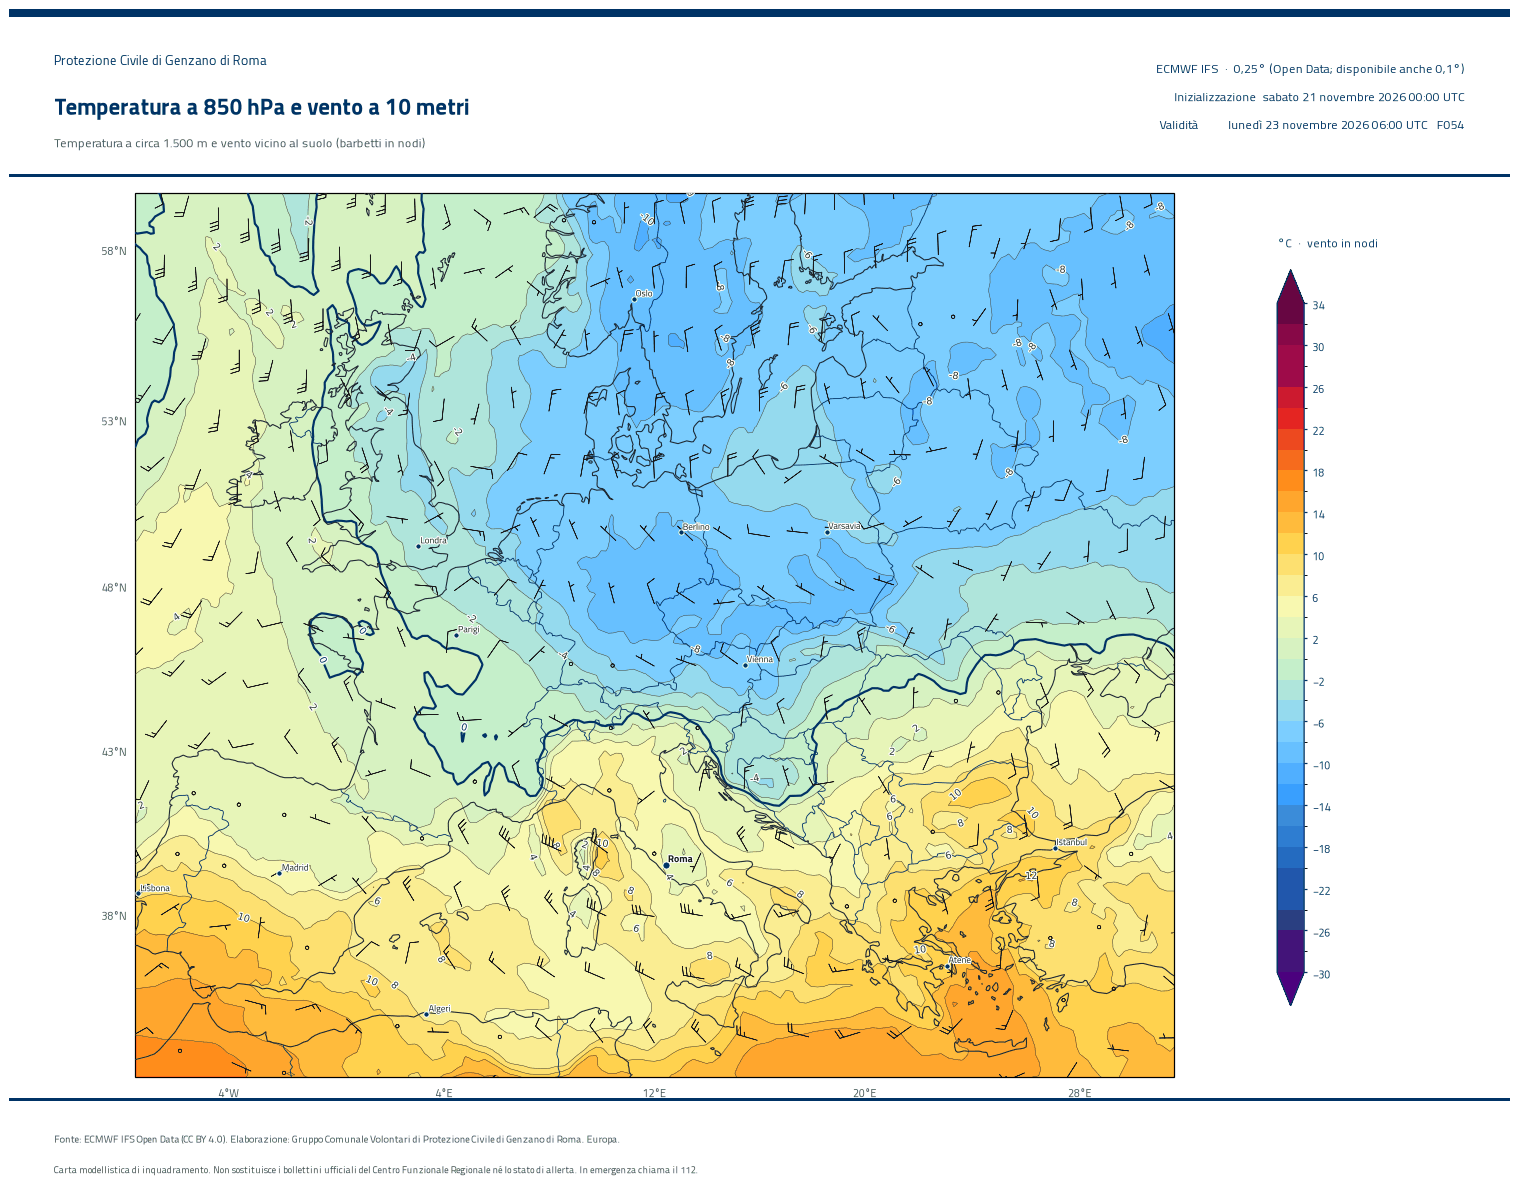 Protezione Civile di Genzano di Roma
Temperatura a 850 hPa e vento a 10 metri
Temperatura a circa 1.500 m e vento vicino al suolo (barbetti in nodi)
ECMWF IFS · 0,25° (Open Data; disponibile anche 0,1°)
Inizializzazione sabato 21 novembre 2026 00:00 UTC
Validità lunedì 23 novembre 2026 06:00 UTC F054
°C · vento in nodi
34
30
26
22
18
14
10
6
2
−2
−6
−10
−14
−18
−22
−26
−30
58°N
53°N
48°N
43°N
38°N
Oslo
Londra
Berlino
Varsavia
Parigi
Vienna
Madrid
Lisbona
Roma
Istanbul
Atene
Algeri
4°W
4°E
12°E
20°E
28°E
Fonte: ECMWF IFS Open Data (CC BY 4.0). Elaborazione: Gruppo Comunale Volontari di Protezione Civile di Genzano di Roma. Europa.
Carta modellistica di inquadramento. Non sostituisce i bollettini ufficiali del Centro Funzionale Regionale né lo stato di allerta. In emergenza chiama il 112.